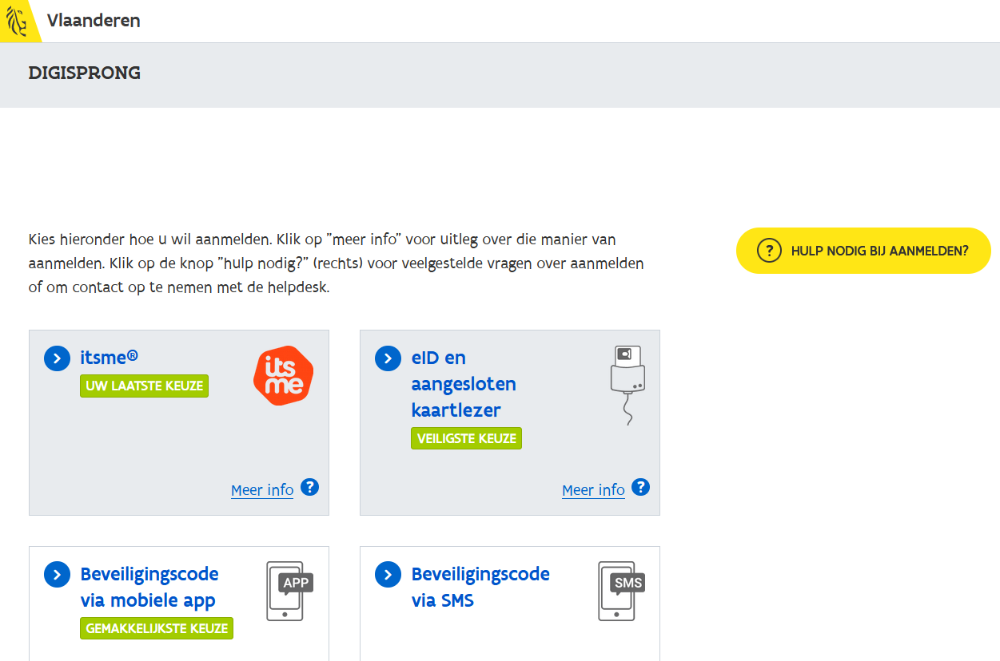 Vlaanderen
DIGISPRONG
Kies hieronder hoe u wil aanmelden. Klik op ”meer info” voor uitleg over die manier van
aanmelden. Klik op de knop ”hulp nodig?” (rechts) voor veelgestelde vragen over aanmelden
of om contact op te nemen met de helpdesk.
? HULP NODIG BIJ AANMELDEN?
itsme®
UW LAATSTE KEUZE
its
me
Meer info ?
eID en
aangesloten
kaartlezer
VEILIGSTE KEUZE
Meer info ?
Beveiligingscode
via mobiele app
GEMAKKELIJKSTE KEUZE
APP
Beveiligingscode
via SMS
SMS